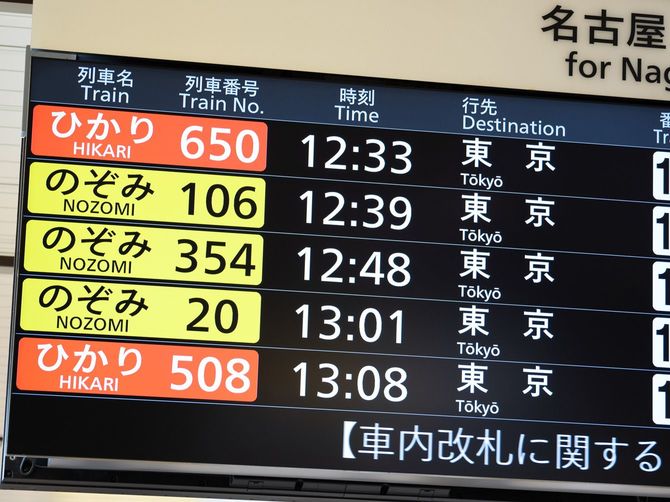 名古屋
for Nag
列車名 列車番号 時刻 行先
Train Train No. Time Destination
ひかり 650 12:33 東 京
HIKARI Tōkyō
のぞみ 106 12:39 東 京
NOZOMI Tōkyō
のぞみ 354 12:48 東 京
NOZOMI Tōkyō
のぞみ 20 13:01 東 京
NOZOMI Tōkyō
ひかり 508 13:08 東 京
HIKARI Tōkyō
【車内改札に関する